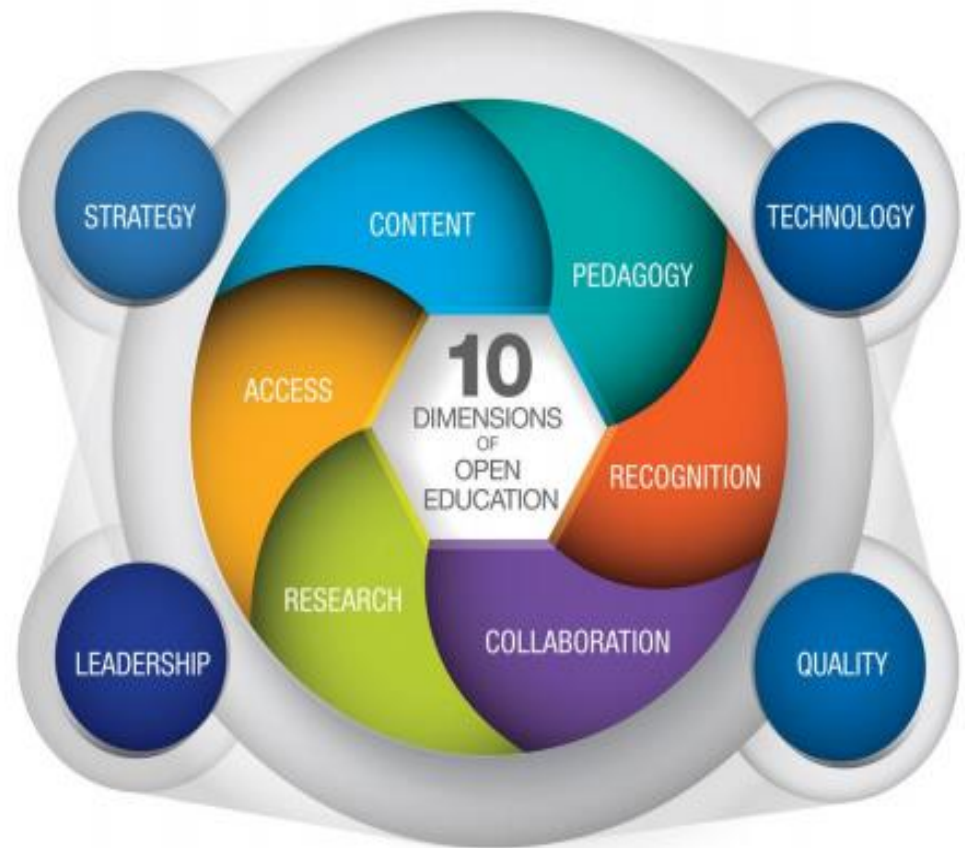 STRATEGY
TECHNOLOGY
CONTENT
PEDAGOGY
ACCESS
10
DIMENSIONS
OF
OPEN
EDUCATION
RECOGNITION
RESEARCH
COLLABORATION
LEADERSHIP
QUALITY